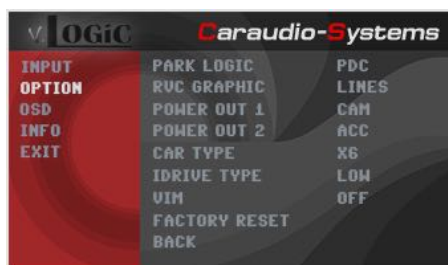 v.LOGiC Caraudio-Systems
INPUT PARK LOGIC PDC
OPTION RVC GRAPHIC LINES
OSD POWER OUT 1 CAM
INFO POWER OUT 2 ACC
EXIT CAR TYPE X6
IDRIVE TYPE LOW
VIM OFF
FACTORY RESET
BACK